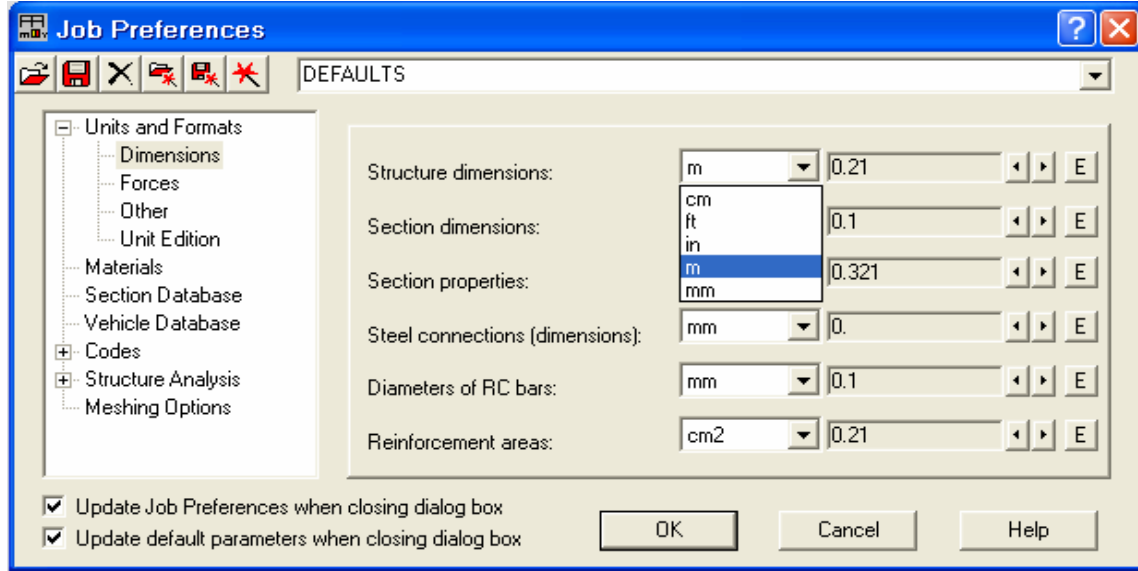 Job Preferences
DEFAULTS
Units and Formats
Dimensions
Forces
Other
Unit Edition
Materials
Section Database
Vehicle Database
Codes
Structure Analysis
Meshing Options
Structure dimensions: m 0.21 E
cm
ft
in
m
mm
Section dimensions: 0.1 E
Section properties: 0.321 E
Steel connections (dimensions): mm 0. E
Diameters of RC bars: mm 0.1 E
Reinforcement areas: cm2 0.21 E
Update Job Preferences when closing dialog box
Update default parameters when closing dialog box
OK Cancel Help